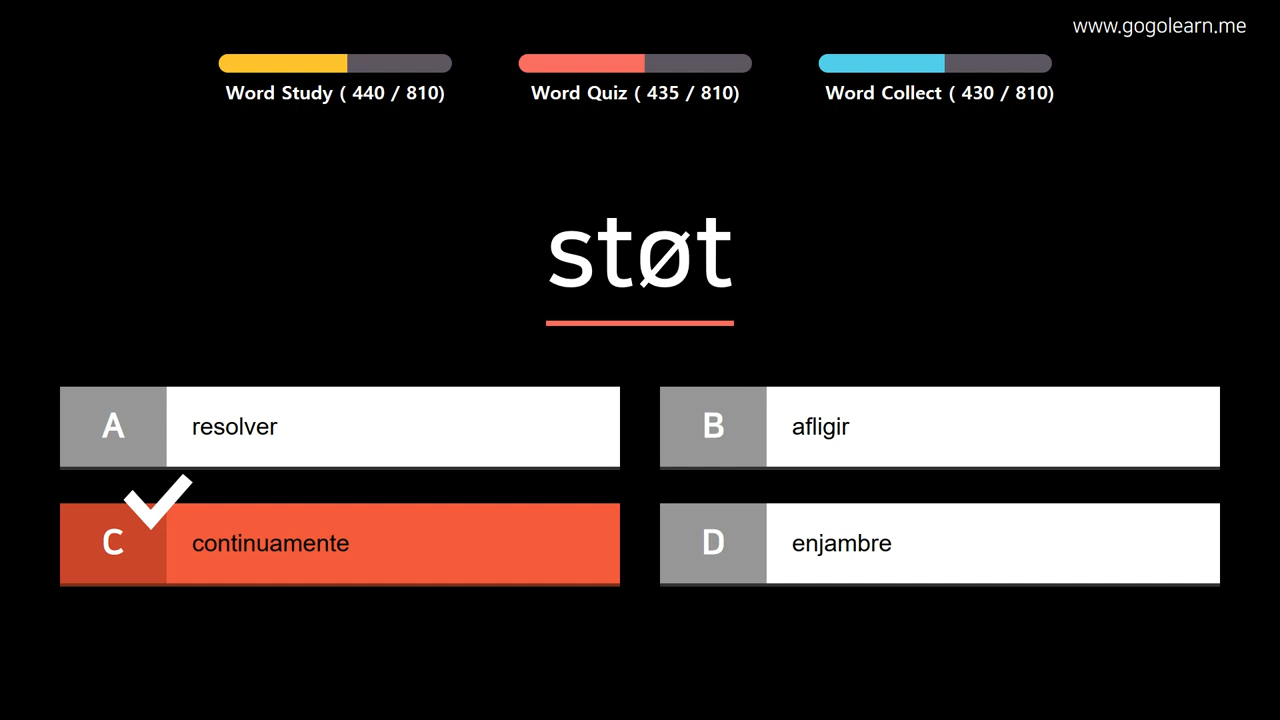 www.gogolearn.me
Word Study ( 440 / 810)
Word Quiz ( 435 / 810)
Word Collect ( 430 / 810)
støt
A
resolver
B
afligir
C
continuamente
D
enjambre